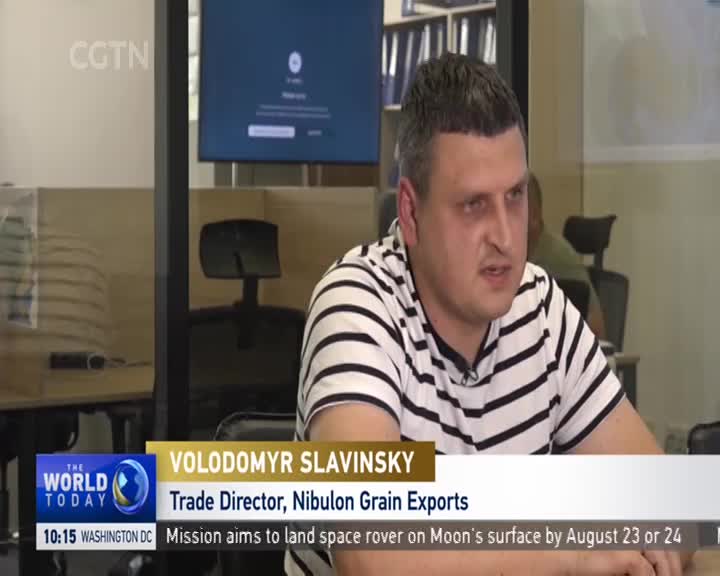 CGTN
VOLODOMYR SLAVINSKY
Trade Director, Nibulon Grain Exports
THE
WORLD
TODAY
10:15 WASHINGTON DC
Mission aims to land space rover on Moon's surface by August 23 or 24